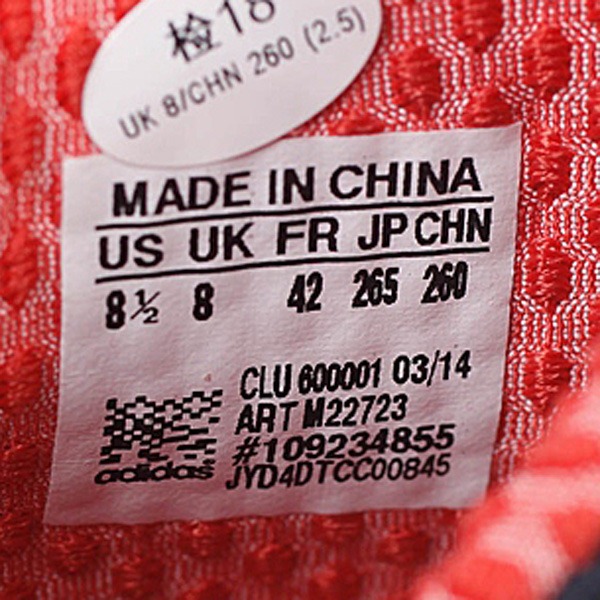 检18
UK 8/CHN 260 (2.5)
MADE IN CHINA
US UK FR JP CHN
8½ 8 42 265 260
CLU 600001 03/14
ART M22723
#109234855
adidas JYD4DTCC00845